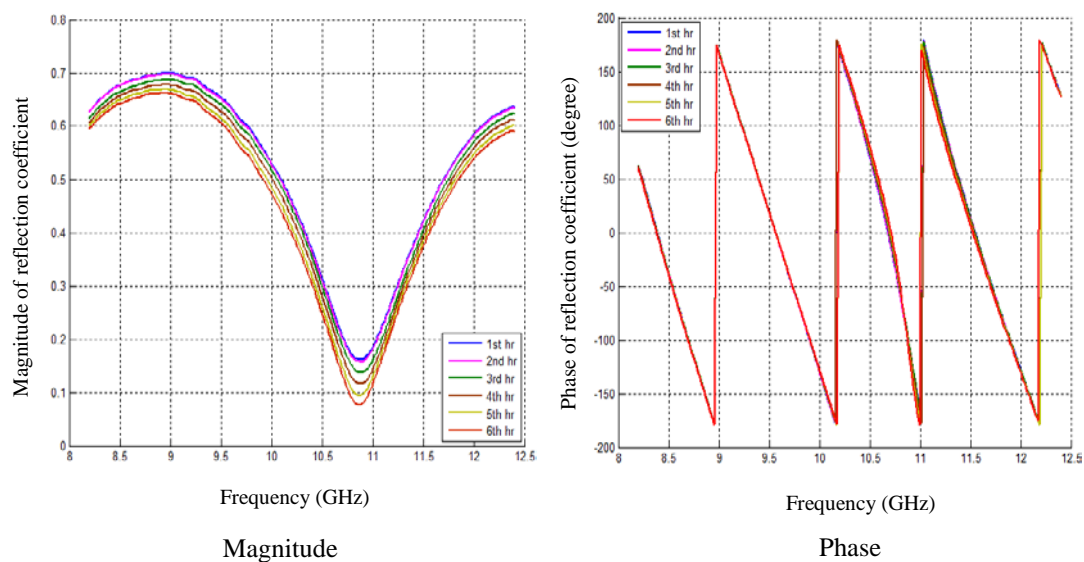 Magnitude of reflection coefficient
0.8
0.7
0.6
0.5
0.4
0.3
0.2
0.1
0
8
8.5
9
9.5
10
10.5
11
11.5
12
12.5
1st hr
2nd hr
3rd hr
4th hr
5th hr
6th hr
Frequency (GHz)
Magnitude
Phase of reflection coefficient (degree)
200
150
100
50
0
-50
-100
-150
-200
8
8.5
9
9.5
10
10.5
11
11.5
12
12.5
1st hr
2nd hr
3rd hr
4th hr
5th hr
6th hr
Frequency (GHz)
Phase